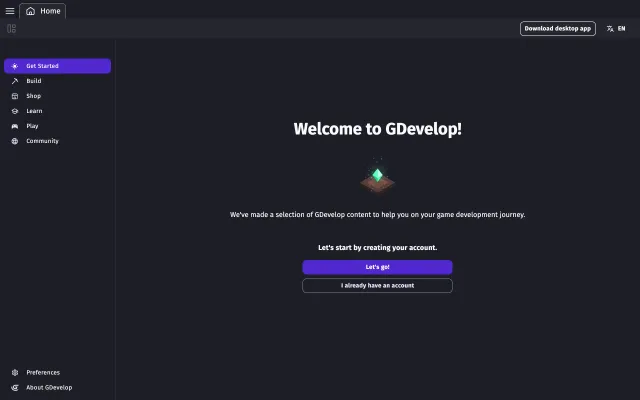 Home
Download desktop app
EN
Get Started
Build
Shop
Learn
Play
Community
Welcome to GDevelop!
We've made a selection of GDevelop content to help you on your game development journey.
Let's start by creating your account.
Let's go!
I already have an account
Preferences
About GDevelop